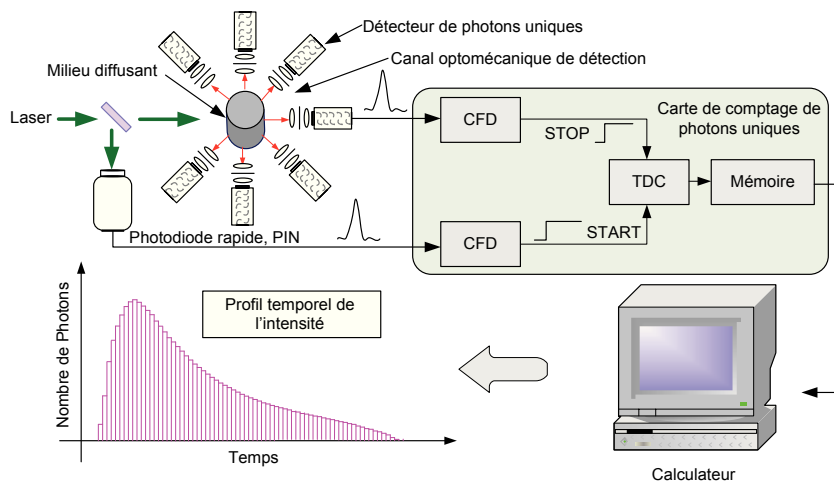 Détecteur de photons uniques
Canal optomécanique de détection
Milieu diffusant
Laser
CFD
STOP
Carte de comptage de
photons uniques
TDC
Mémoire
Photodiode rapide, PIN
CFD
START
Profil temporel de
l'intensité
Nombre de Photons
Temps
Calculateur